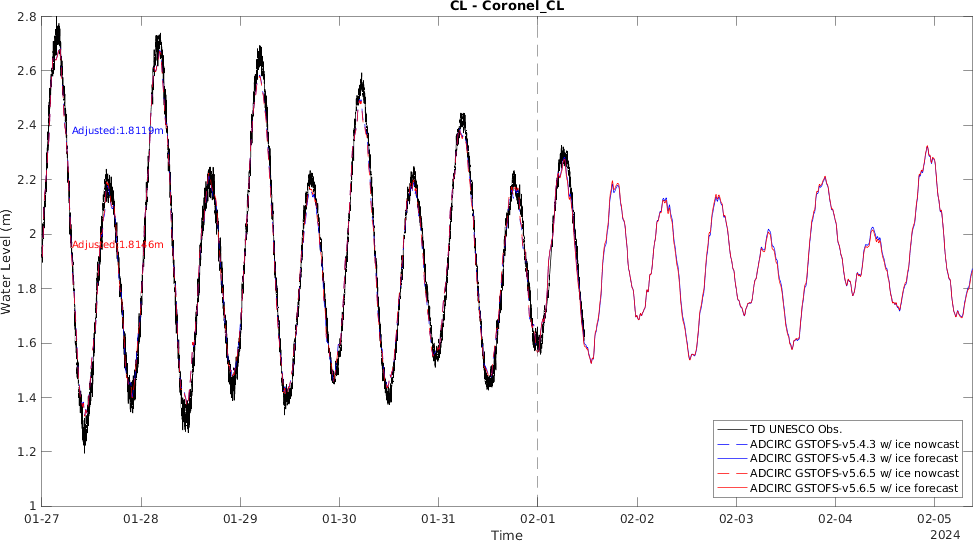 CL - Coronel_CL
2.8
2.6
2.4
2.2
2
1.8
1.6
1.4
1.2
1
Water Level (m)
Adjusted:1.8119m
Adjusted:1.8166m
TD UNESCO Obs.
ADCIRC GSTOFS-v5.4.3 w/ ice nowcast
ADCIRC GSTOFS-v5.4.3 w/ ice forecast
ADCIRC GSTOFS-v5.6.5 w/ ice nowcast
ADCIRC GSTOFS-v5.6.5 w/ ice forecast
01-27 01-28 01-29 01-30 01-31 02-01 02-02 02-03 02-04 02-05
Time
2024